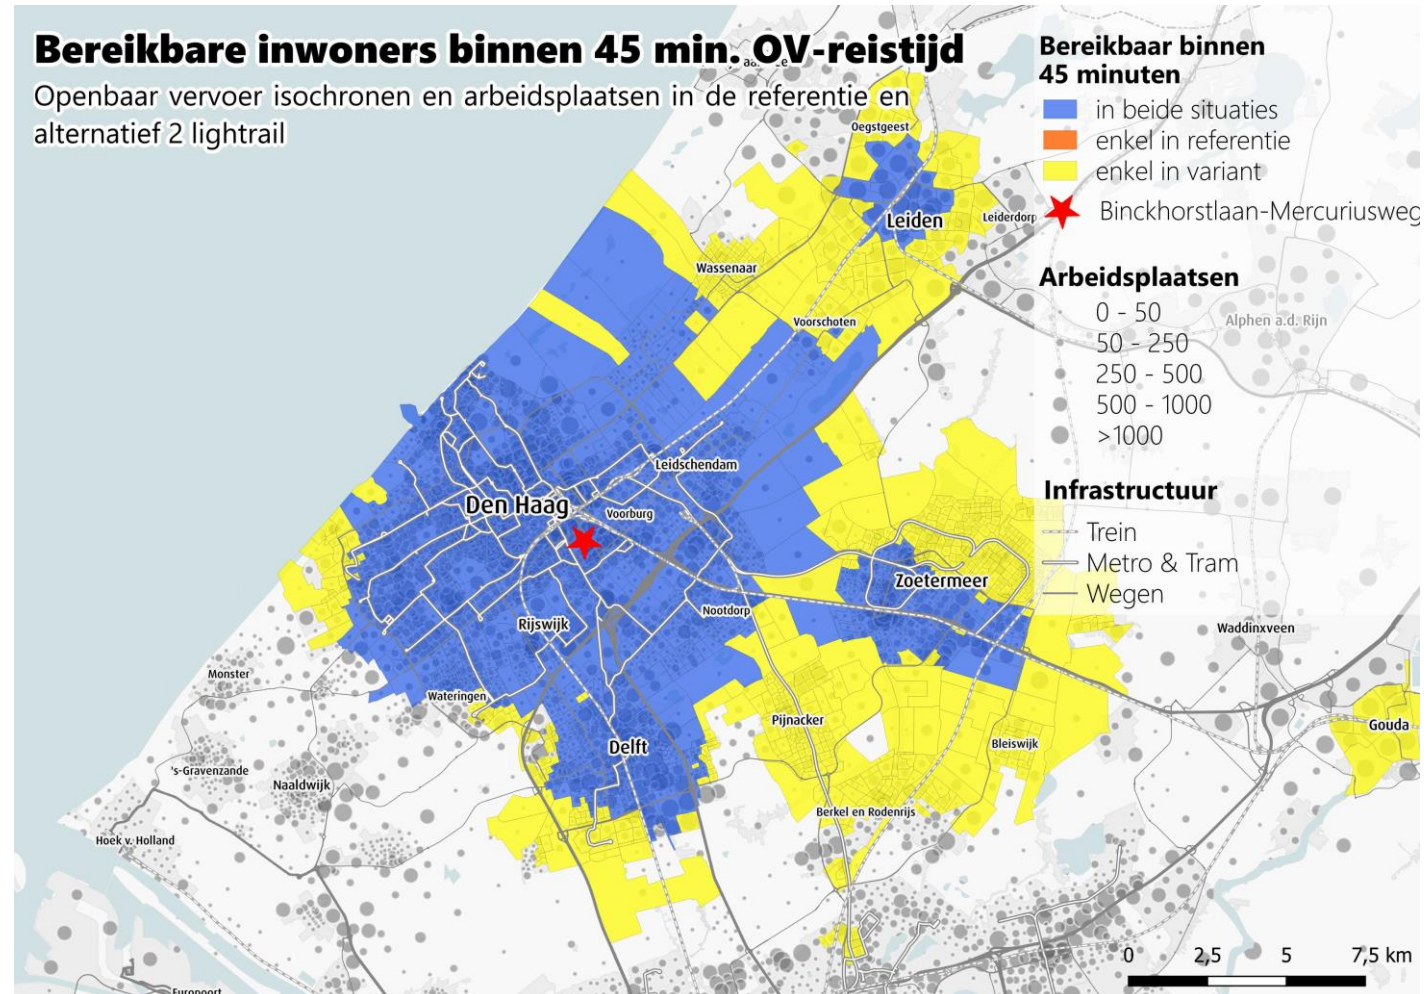 Bereikbare inwoners binnen 45 min. OV-reistijd
Openbaar vervoer isochronen en arbeidsplaatsen in de referentie en
alternatief 2 lightrail
Bereikbaar binnen
45 minuten
in beide situaties
enkel in referentie
enkel in variant
Binckhorstlaan-Mercuriusweg
Arbeidsplaatsen
0 - 50
50 - 250
250 - 500
500 - 1000
>1000
Infrastructuur
Trein
Metro & Tram
Wegen
Oegstgeest
Leiden
Leiderdorp
Wassenaar
Voorschoten
Alphen a.d. Rijn
Leidschendam
Den Haag
Voorburg
Zoetermeer
Nootdorp
Rijswijk
Waddinxveen
Monster
Wateringen
Pijnacker
Gouda
Delft
Bleiswijk
's-Gravenzande
Naaldwijk
Berkel en Rodenrijs
Hoek v. Holland
Europoort
0 2,5 5 7,5 km